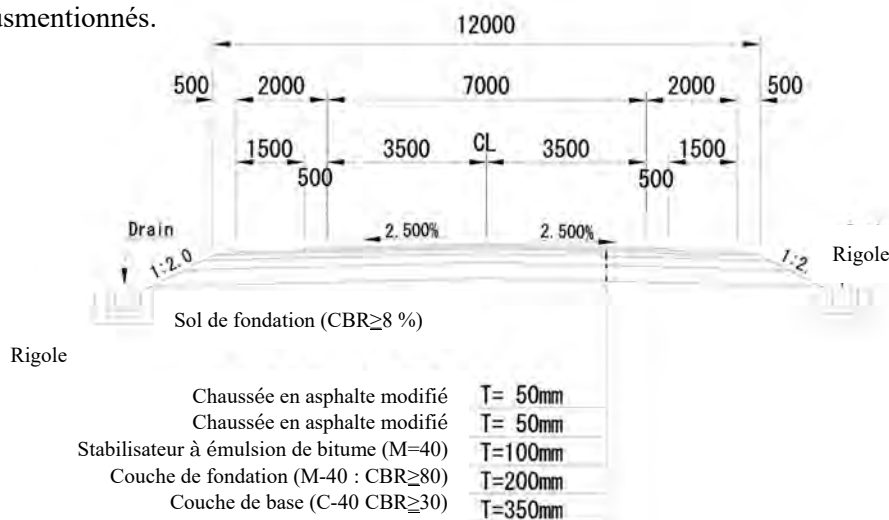 usmentionnés.
12000
500 2000 7000 2000 500
1500 3500 CL 3500 1500
500 500
Drain 2.500% 2.500%
1:2.0 1:2. Rigole
Sol de fondation (CBR≥8 %)
Rigole
Chaussée en asphalte modifié T= 50mm
Chaussée en asphalte modifié T= 50mm
Stabilisateur à émulsion de bitume (M=40) T=100mm
Couche de fondation (M-40 : CBR≥80) T=200mm
Couche de base (C-40 CBR≧30) T=350mm